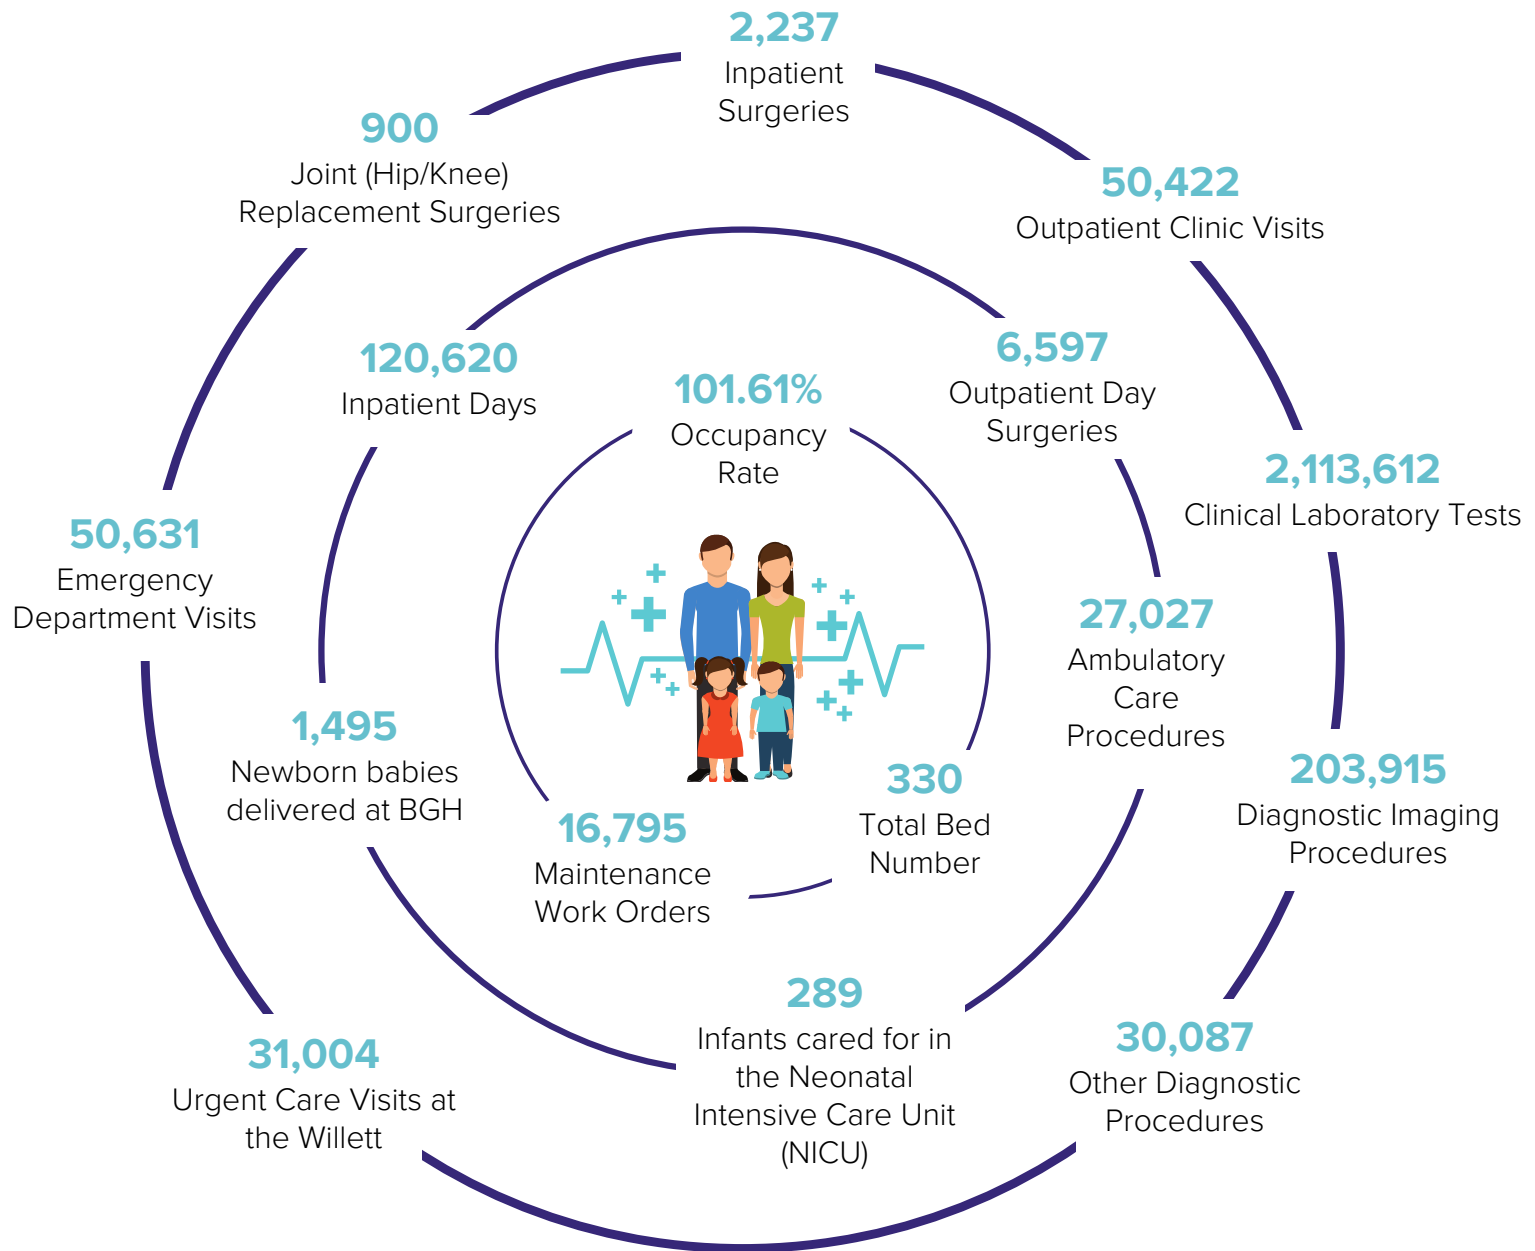 2,237
Inpatient
Surgeries
900
Joint (Hip/Knee)
Replacement Surgeries
50,422
Outpatient Clinic Visits
120,620
Inpatient Days
101.61%
Occupancy
Rate
6,597
Outpatient Day
Surgeries
2,113,612
Clinical Laboratory Tests
50,631
Emergency
Department Visits
27,027
Ambulatory
Care
Procedures
1,495
Newborn babies
delivered at BGH
16,795
Maintenance
Work Orders
330
Total Bed
Number
203,915
Diagnostic Imaging
Procedures
31,004
Urgent Care Visits at
the Willett
289
Infants cared for in
the Neonatal
Intensive Care Unit
(NICU)
30,087
Other Diagnostic
Procedures